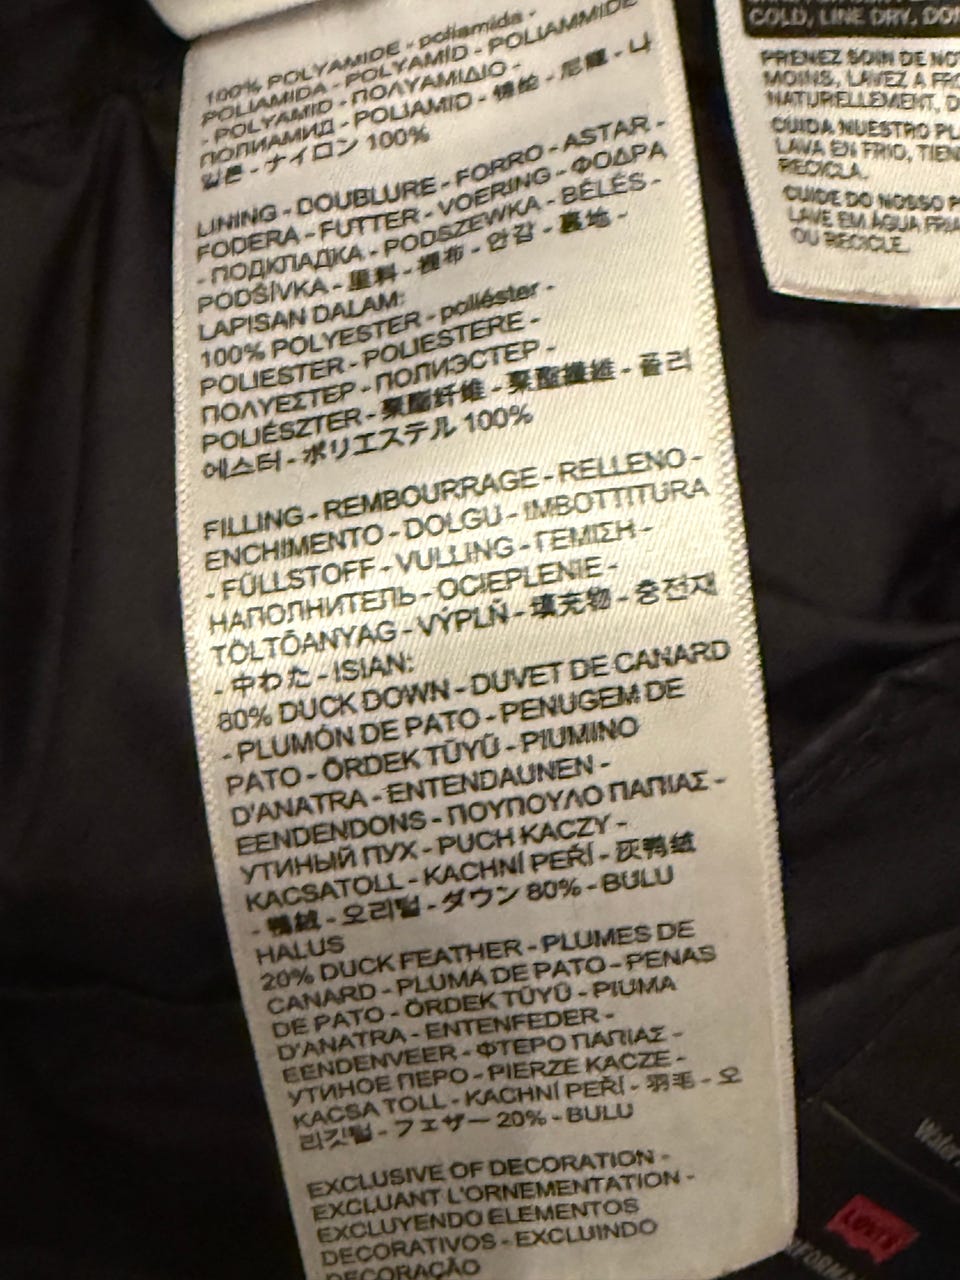 100% POLYAMIDE - poliamida -
POLIAMIDA - POLYAMID - POLIAMMIDE
- POLYAMID - ΠΟΛΥΑΜΙΔΙΟ -
ПОЛИАМИД - POLIAMID - 锦纶 - 尼龍 - 나
일론 - ナイロン 100%
LINING - DOUBLURE - FORRO - ASTAR -
FODERA - FUTTER - VOERING - ΦΟΔΡΑ
- ПОДКЛАДКА - PODSZEWKA - BÉLÉS -
PODŠÍVKA - 里料 - 裡布 - 안감 - 裏地 -
LAPISAN DALAM:
100% POLYESTER - poliéster -
POLIESTER - POLIESTERE -
ΠΟΛΥΕΣΤΕΡ - ПОЛИЭСТЕР -
POLIÉSZTER - 聚酯纤维 - 聚酯纖維 - 폴리
에스터 - ポリエステル 100%
FILLING - REMBOURRAGE - RELLENO -
ENCHIMENTO - DOLGU - IMBOTTITURA
- FÜLLSTOFF - VULLING - ΓΕΜΙΣΗ -
НАПОЛНИТЕЛЬ - OCIEPLENIE -
TÖLTŐANYAG - VÝPLŇ - 填充物 - 충전재
- 中わた - ISIAN:
80% DUCK DOWN - DUVET DE CANARD
- PLUMÓN DE PATO - PENUGEM DE
PATO - ÖRDEK TÜYÜ - PIUMINO
D'ANATRA - ENTENDAUNEN -
EENDENDONS - ΠΟΥΠΟΥΛΟ ΠΑΠΙΑΣ -
УТИНЫЙ ПУХ - PUCH KACZY -
KACSATOLL - KACHNÍ PEŘÍ - 灰鸭绒
- 鴨絨 - 오리털 - ダウン 80% - BULU
HALUS
20% DUCK FEATHER - PLUMES DE
CANARD - PLUMA DE PATO - PENAS
DE PATO - ÖRDEK TÜYÜ - PIUMA
D'ANATRA - ENTENFEDER -
EENDENVEER - ΦΤΕΡΟ ΠΑΠΙΑΣ -
УТИНОЕ ПЕРО - PIERZE KACZE -
KACSA TOLL - KACHNÍ PEŘÍ - 羽毛 - 오
리깃털 - フェザー 20% - BULU
EXCLUSIVE OF DECORATION -
EXCLUANT L'ORNEMENTATION -
EXCLUYENDO ELEMENTOS
DECORATIVOS - EXCLUINDO
DECORAÇÃO
COLD, LINE DRY, DON
PRENEZ SOIN DE NOT
MOINS, LAVEZ A FRO
NATURELLEMENT, D
CUIDA NUESTRO PL
LAVA EN FRIO, TIEN
RECICLA.
CUIDE DO NOSSO P
LAVE EM ÁGUA FRIA
OU RECICLE.
LEVI'S